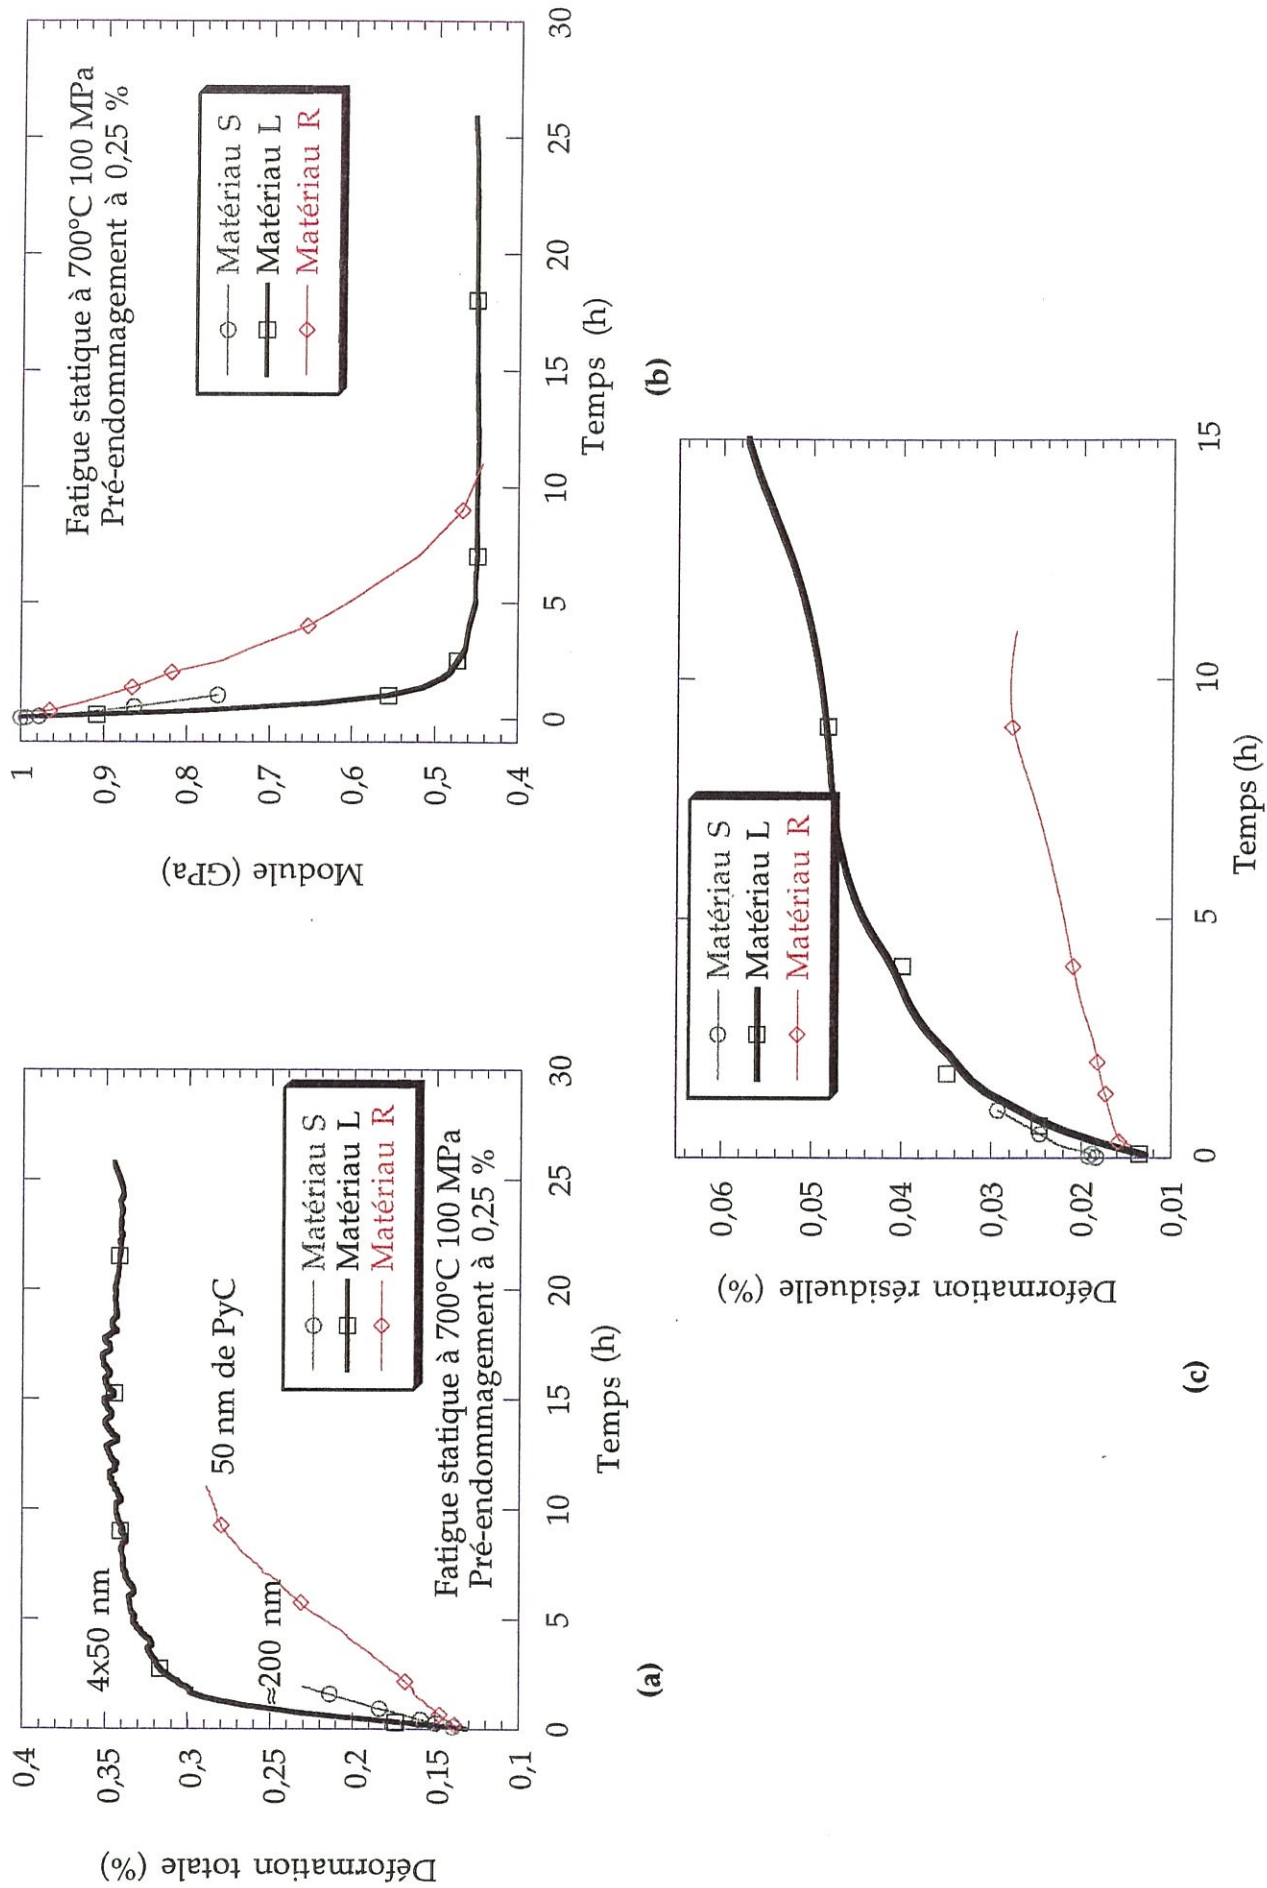 Déformation totale (%)
0,4
0,35
0,3
0,25
0,2
0,15
0,1
4x50 nm
≈200 nm
50 nm de PyC
Matériau S
Matériau L
Matériau R
Fatigue statique à 700°C 100 MPa
Pré-endommagement à 0,25 %
0
5
10
15
20
25
30
Temps (h)
(a)
Module (GPa)
1
0,9
0,8
0,7
0,6
0,5
0,4
Fatigue statique à 700°C 100 MPa
Pré-endommagement à 0,25 %
Matériau S
Matériau L
Matériau R
0
5
10
15
20
25
30
Temps (h)
(b)
Déformation résiduelle (%)
0,06
0,05
0,04
0,03
0,02
0,01
Matériau S
Matériau L
Matériau R
0
5
10
15
Temps (h)
(c)